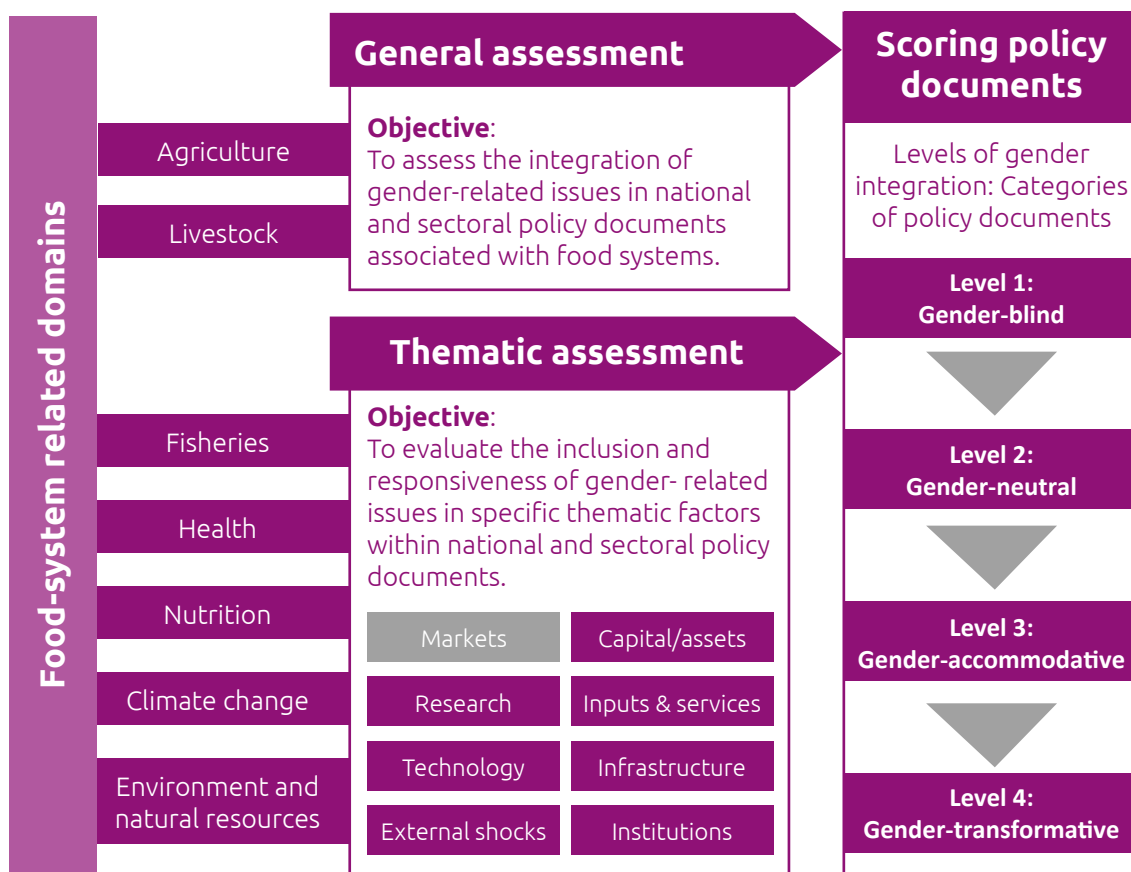 Food-system related domains
Agriculture
Livestock
Fisheries
Health
Nutrition
Climate change
Environment and
natural resources
General assessment
Objective:
To assess the integration of
gender-related issues in national
and sectoral policy documents
associated with food systems.
Thematic assessment
Objective:
To evaluate the inclusion and
responsiveness of gender- related
issues in specific thematic factors
within national and sectoral policy
documents.
Markets
Capital/assets
Research
Inputs & services
Technology
Infrastructure
External shocks
Institutions
Scoring policy
documents
Levels of gender
integration: Categories
of policy documents
Level 1:
Gender-blind
Level 2:
Gender-neutral
Level 3:
Gender-accommodative
Level 4:
Gender-transformative